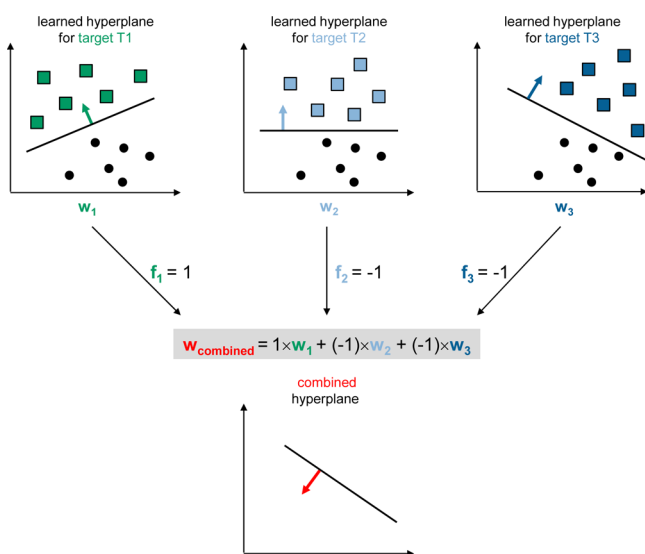 learned hyperplane
for target T1
learned hyperplane
for target T2
learned hyperplane
for target T3
w1
w2
w3
f1 = 1
f2 = -1
f3 = -1
wcombined = 1×w1 + (-1)×w2 + (-1)×w3
combined
hyperplane